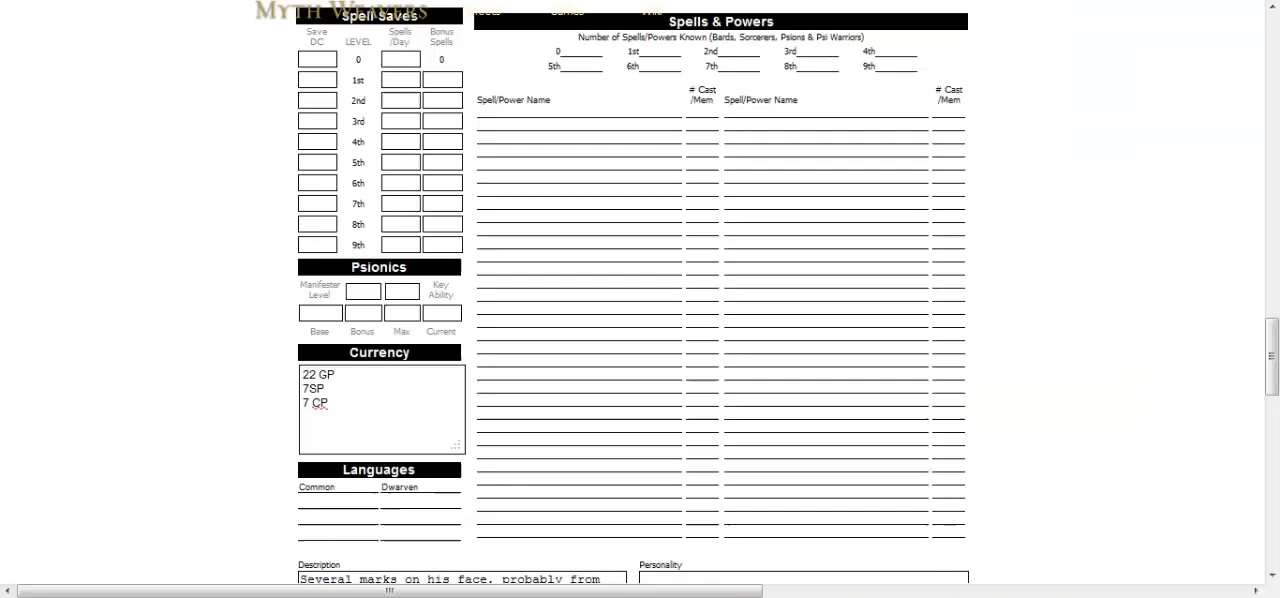 MYTH WEAVERS
Spell Saves
Save DC LEVEL Spells /Day Bonus Spells
0 0
1st
2nd
3rd
4th
5th
6th
7th
8th
9th
Psionics
Manifester Level Key Ability
Base Bonus Max Current
Currency
22 GP
7SP
7 CP
Languages
Common Dwarven
Spells & Powers
Number of Spells/Powers Known (Bards, Sorcerers, Psions & Psi Warriors)
0 1st 2nd 3rd 4th
5th 6th 7th 8th 9th
Spell/Power Name # Cast /Mem Spell/Power Name # Cast /Mem
Description
Several marks on his face, probably from
Personality